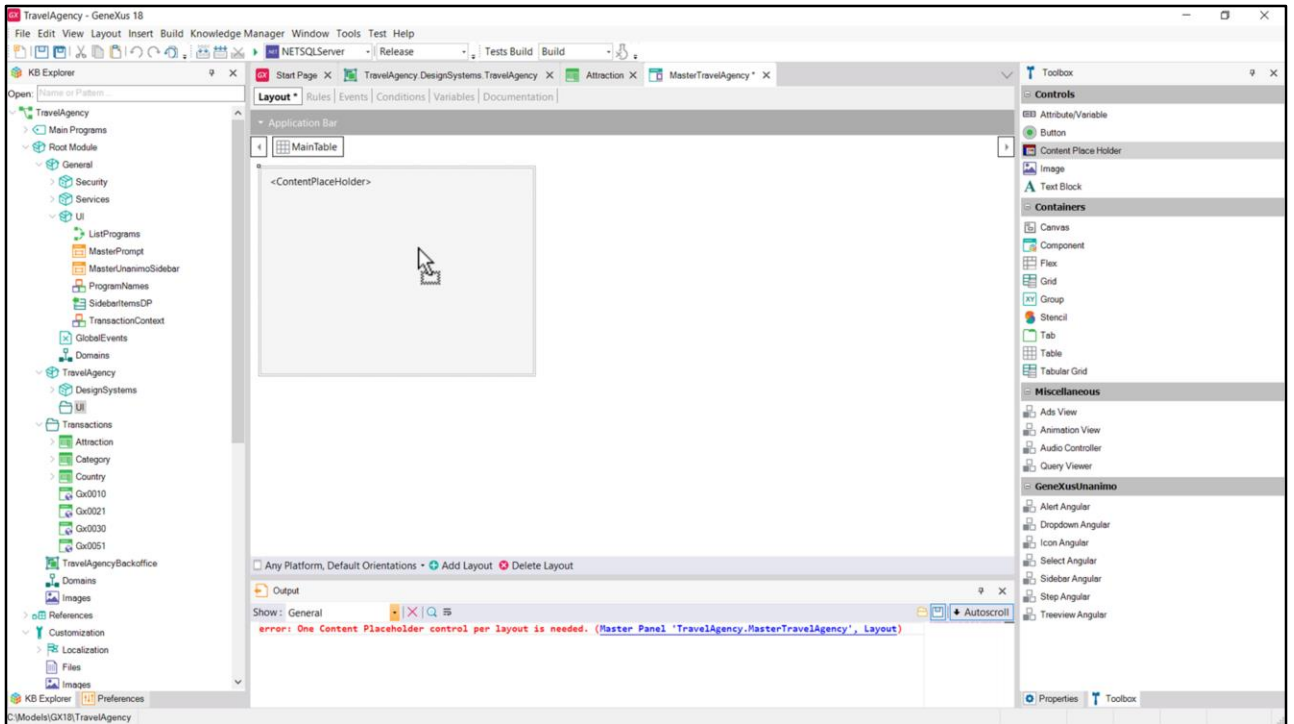 TravelAgency - GeneXus 18
File Edit View Layout Insert Build Knowledge Manager Window Tools Test Help
NETSQLServer Release Tests Build Build
KB Explorer
Open: Name or Pattern...
TravelAgency
Main Programs
Root Module
General
Security
Services
UI
ListPrograms
MasterPrompt
MasterUnanimoSidebar
ProgramNames
SidebarItemsDP
TransactionContext
GlobalEvents
Domains
TravelAgency
DesignSystems
UI
Transactions
Attraction
Category
Country
Gx0010
Gx0021
Gx0030
Gx0051
TravelAgencyBackoffice
Domains
Images
References
Customization
Localization
Files
Images
KB Explorer Preferences
C:\Models\GX18\TravelAgency
Start Page X TravelAgency.DesignSystems.TravelAgency X Attraction X MasterTravelAgency * X
Layout * Rules Events Conditions Variables Documentation
Application Bar
MainTable
<ContentPlaceHolder>
Any Platform, Default Orientations Add Layout Delete Layout
Output
Show: General Autoscroll
error: One Content Placeholder control per layout is needed. (Master Panel 'TravelAgency.MasterTravelAgency', Layout)
Toolbox
Controls
Attribute/Variable
Button
Content Place Holder
Image
Text Block
Containers
Canvas
Component
Flex
Grid
Group
Stencil
Tab
Table
Tabular Grid
Miscellaneous
Ads View
Animation View
Audio Controller
Query Viewer
GeneXusUnanimo
Alert Angular
Dropdown Angular
Icon Angular
Select Angular
Sidebar Angular
Step Angular
Treeview Angular
Properties Toolbox